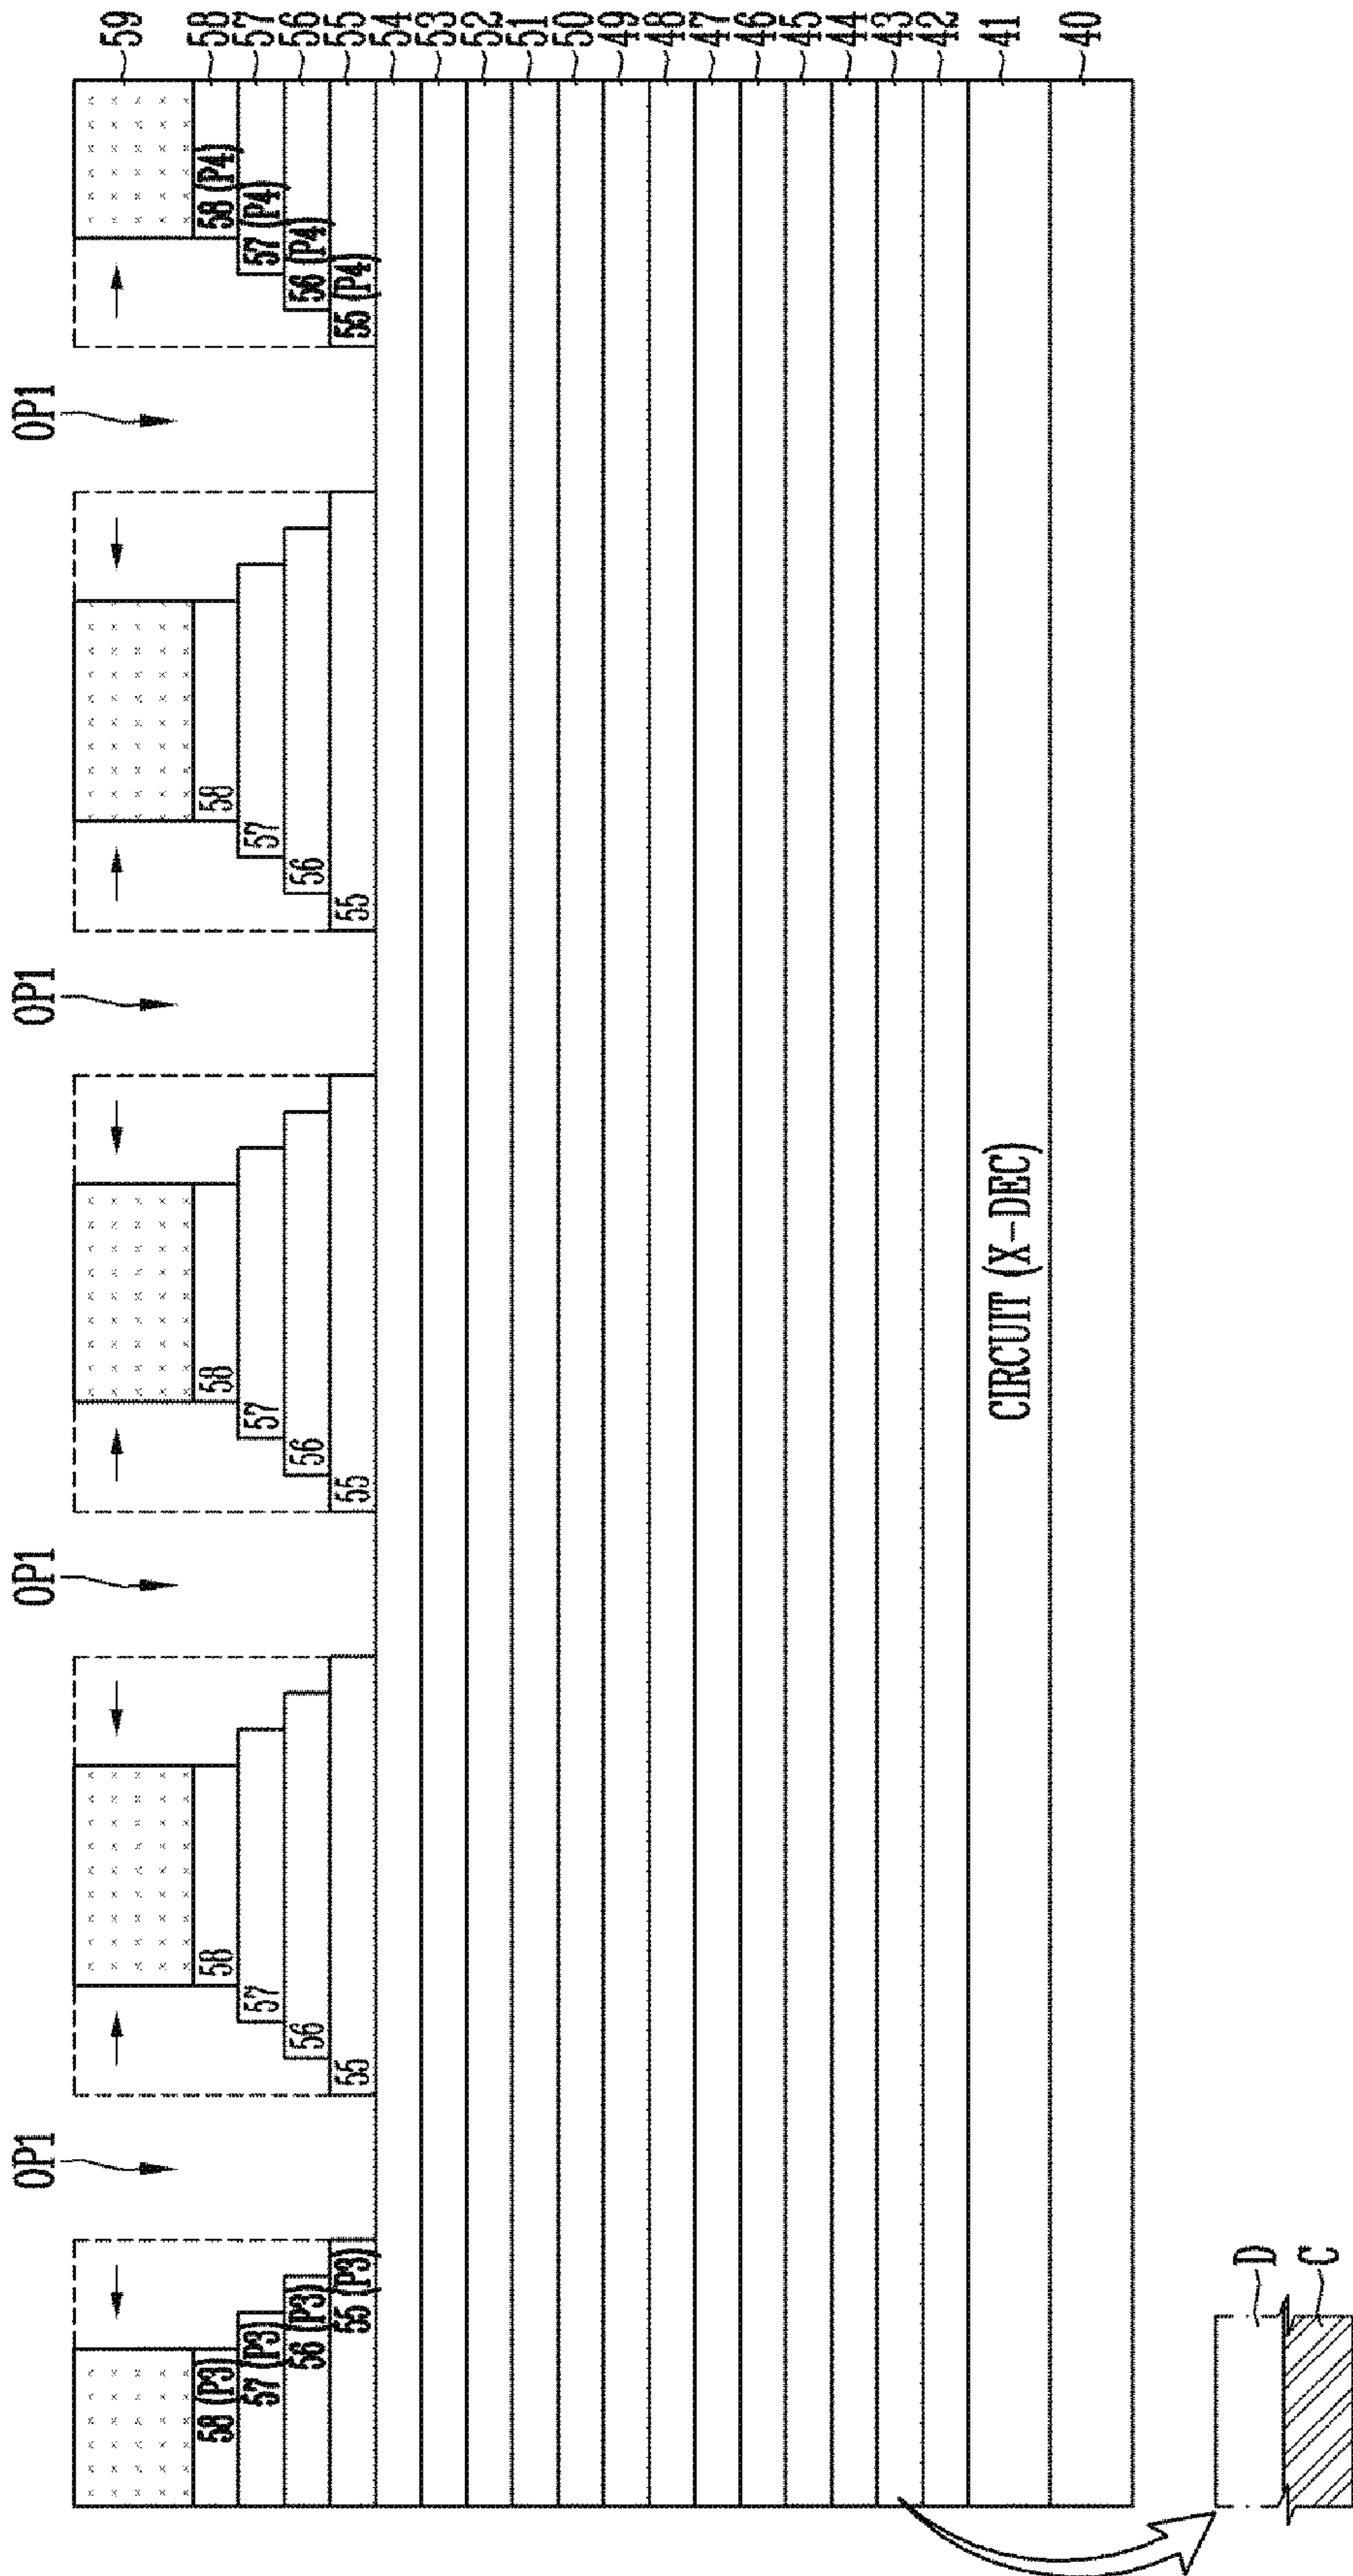 OP1 OP1 OP1 OP1
59
58 (P3) 58 58 58 58 (P4) 58
57 (P3) 57 57 57 57 (P4) 57
56 (P3) 56 56 56 56 (P4) 56
55 (P3) 55 55 55 55 (P4) 55
54
53
52
51
50
49
48
47
46
45
44
43
42
CIRCUIT (X-DEC) 41
40
D
C